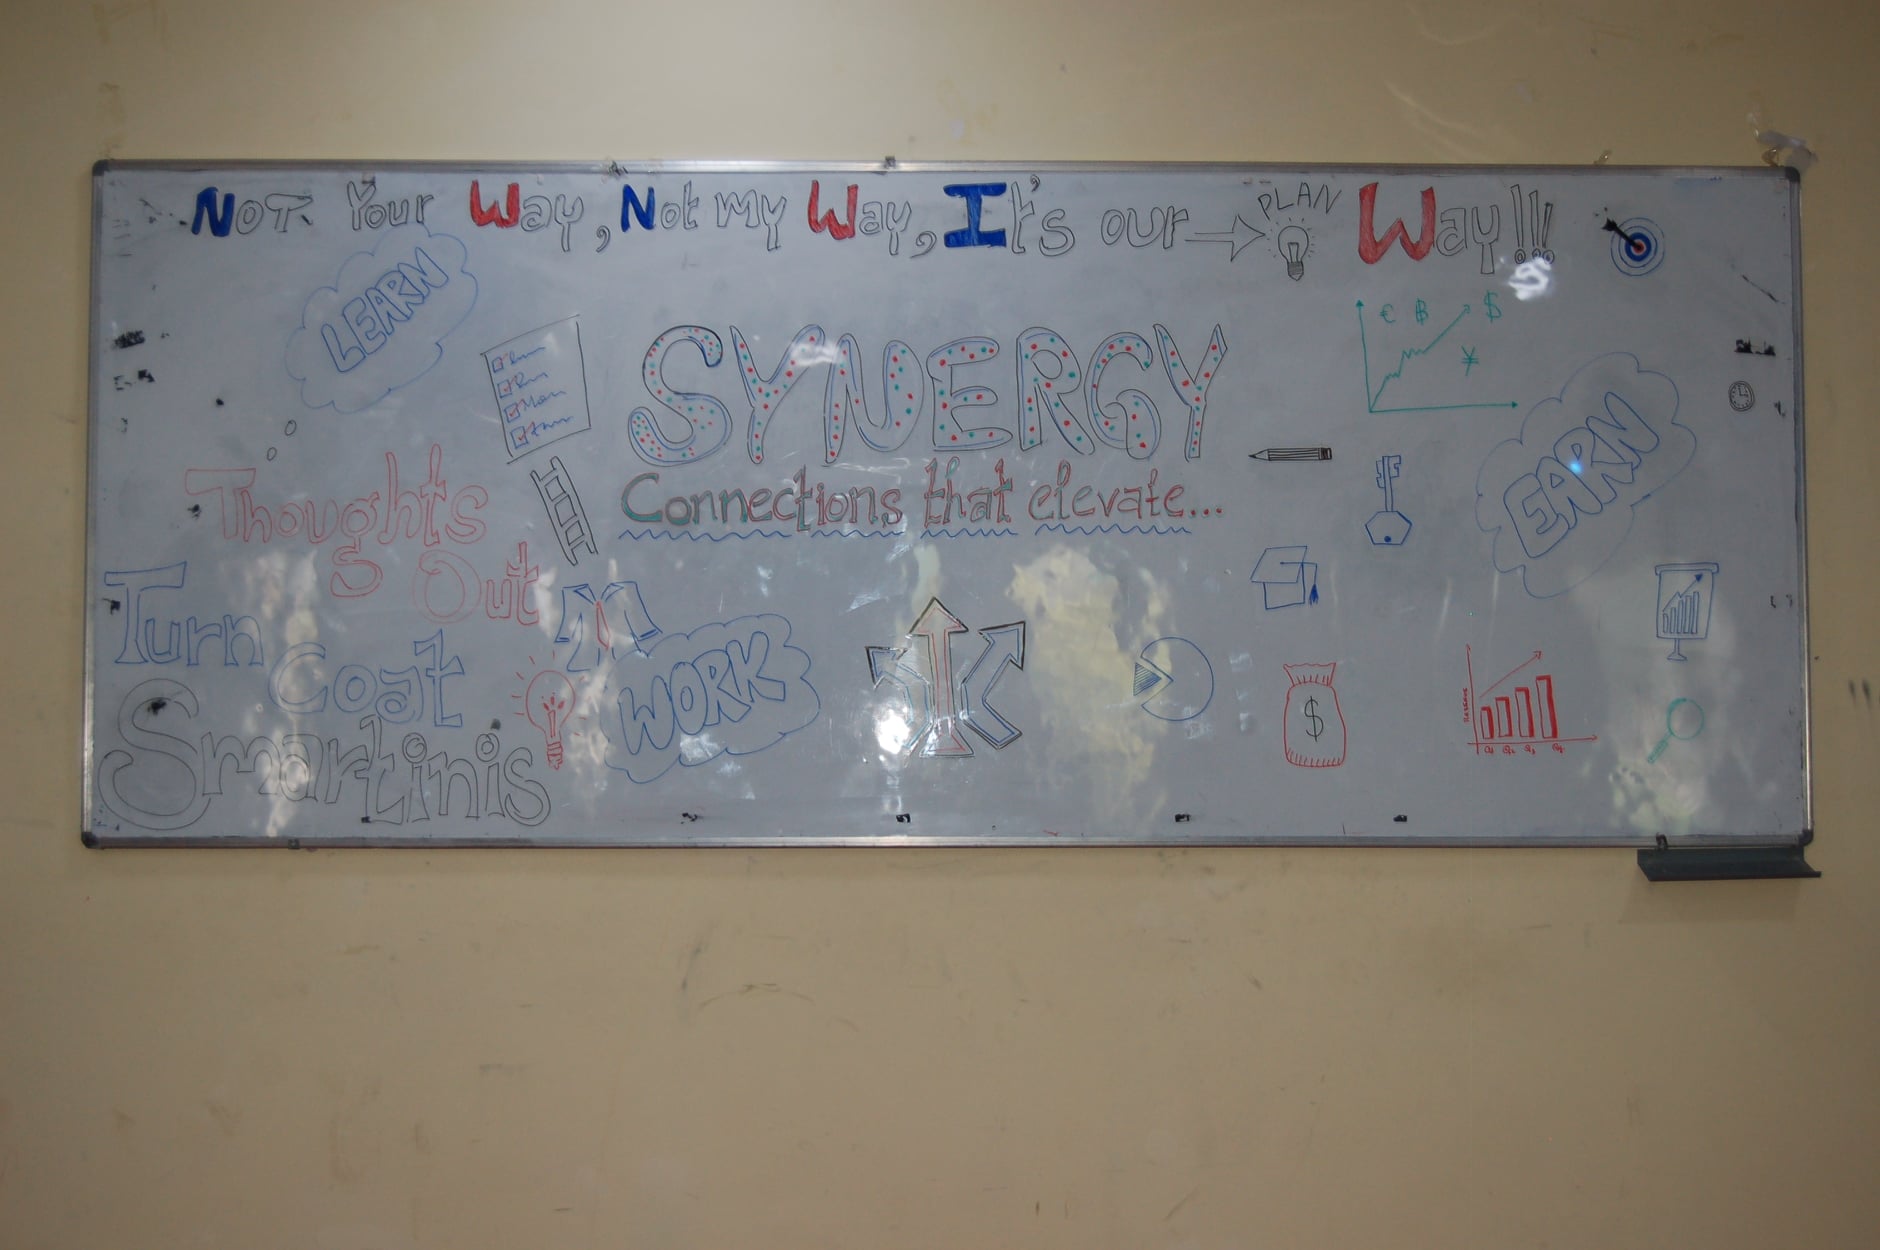 Not Your Way, Not my Way, It's our → PLAN Way!!!
LEARN
SYNERGY
Connections that elevate...
€ ₿ $
¥
EARN
Thoughts
Out
Turn
Coat
Smartinis
WORK
$
Q1 Q2 Q3 Q4